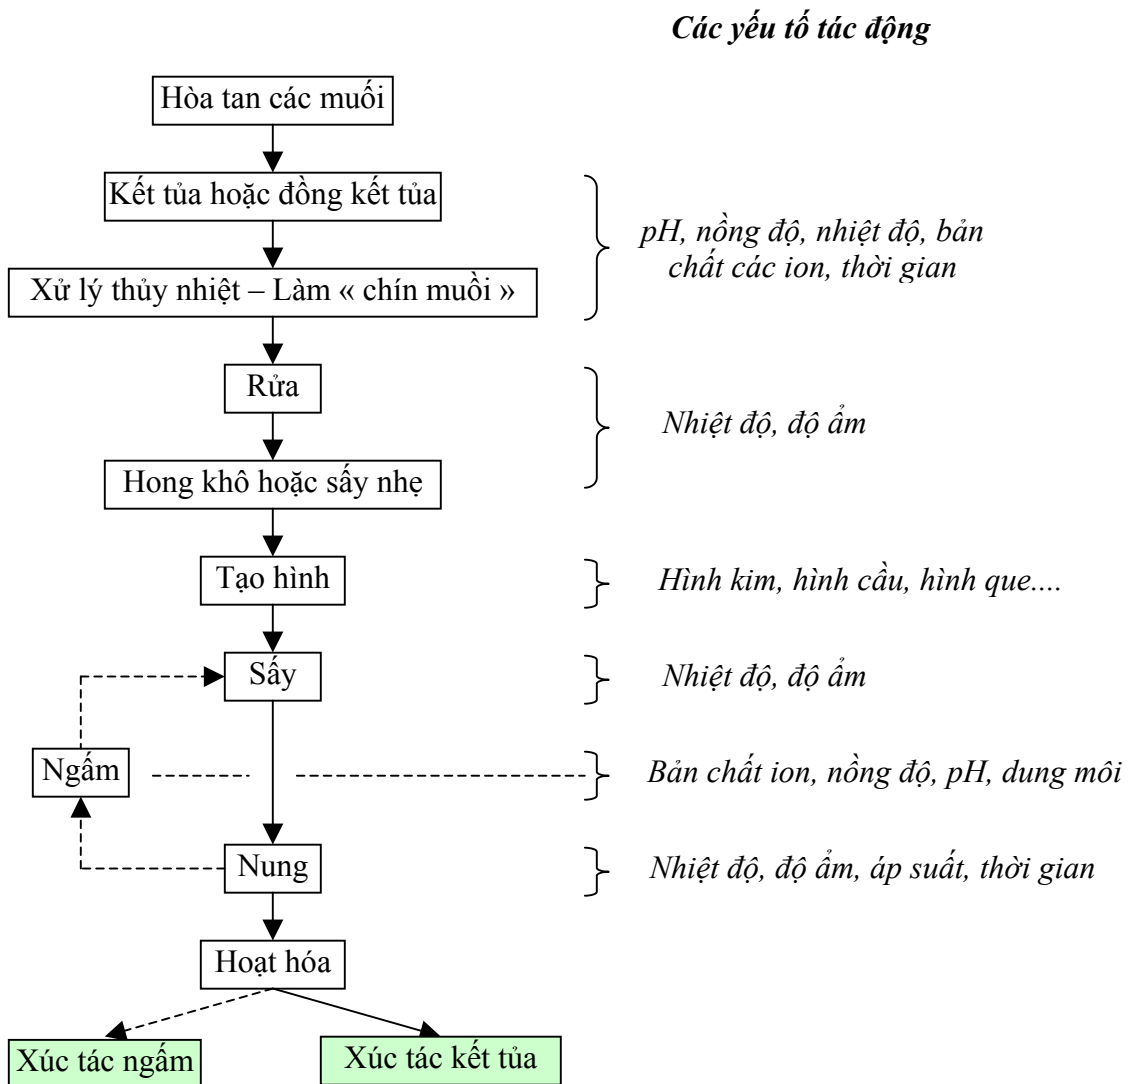 Các yếu tố tác động
Hòa tan các muối
Kết tủa hoặc đồng kết tủa
pH, nồng độ, nhiệt độ, bản
chất các ion, thời gian
Xử lý thủy nhiệt – Làm « chín muồi »
Rửa
Nhiệt độ, độ ẩm
Hong khô hoặc sấy nhẹ
Tạo hình
Hình kim, hình cầu, hình que....
Sấy
Nhiệt độ, độ ẩm
Ngấm
Bản chất ion, nồng độ, pH, dung môi
Nung
Nhiệt độ, độ ẩm, áp suất, thời gian
Hoạt hóa
Xúc tác ngấm
Xúc tác kết tủa